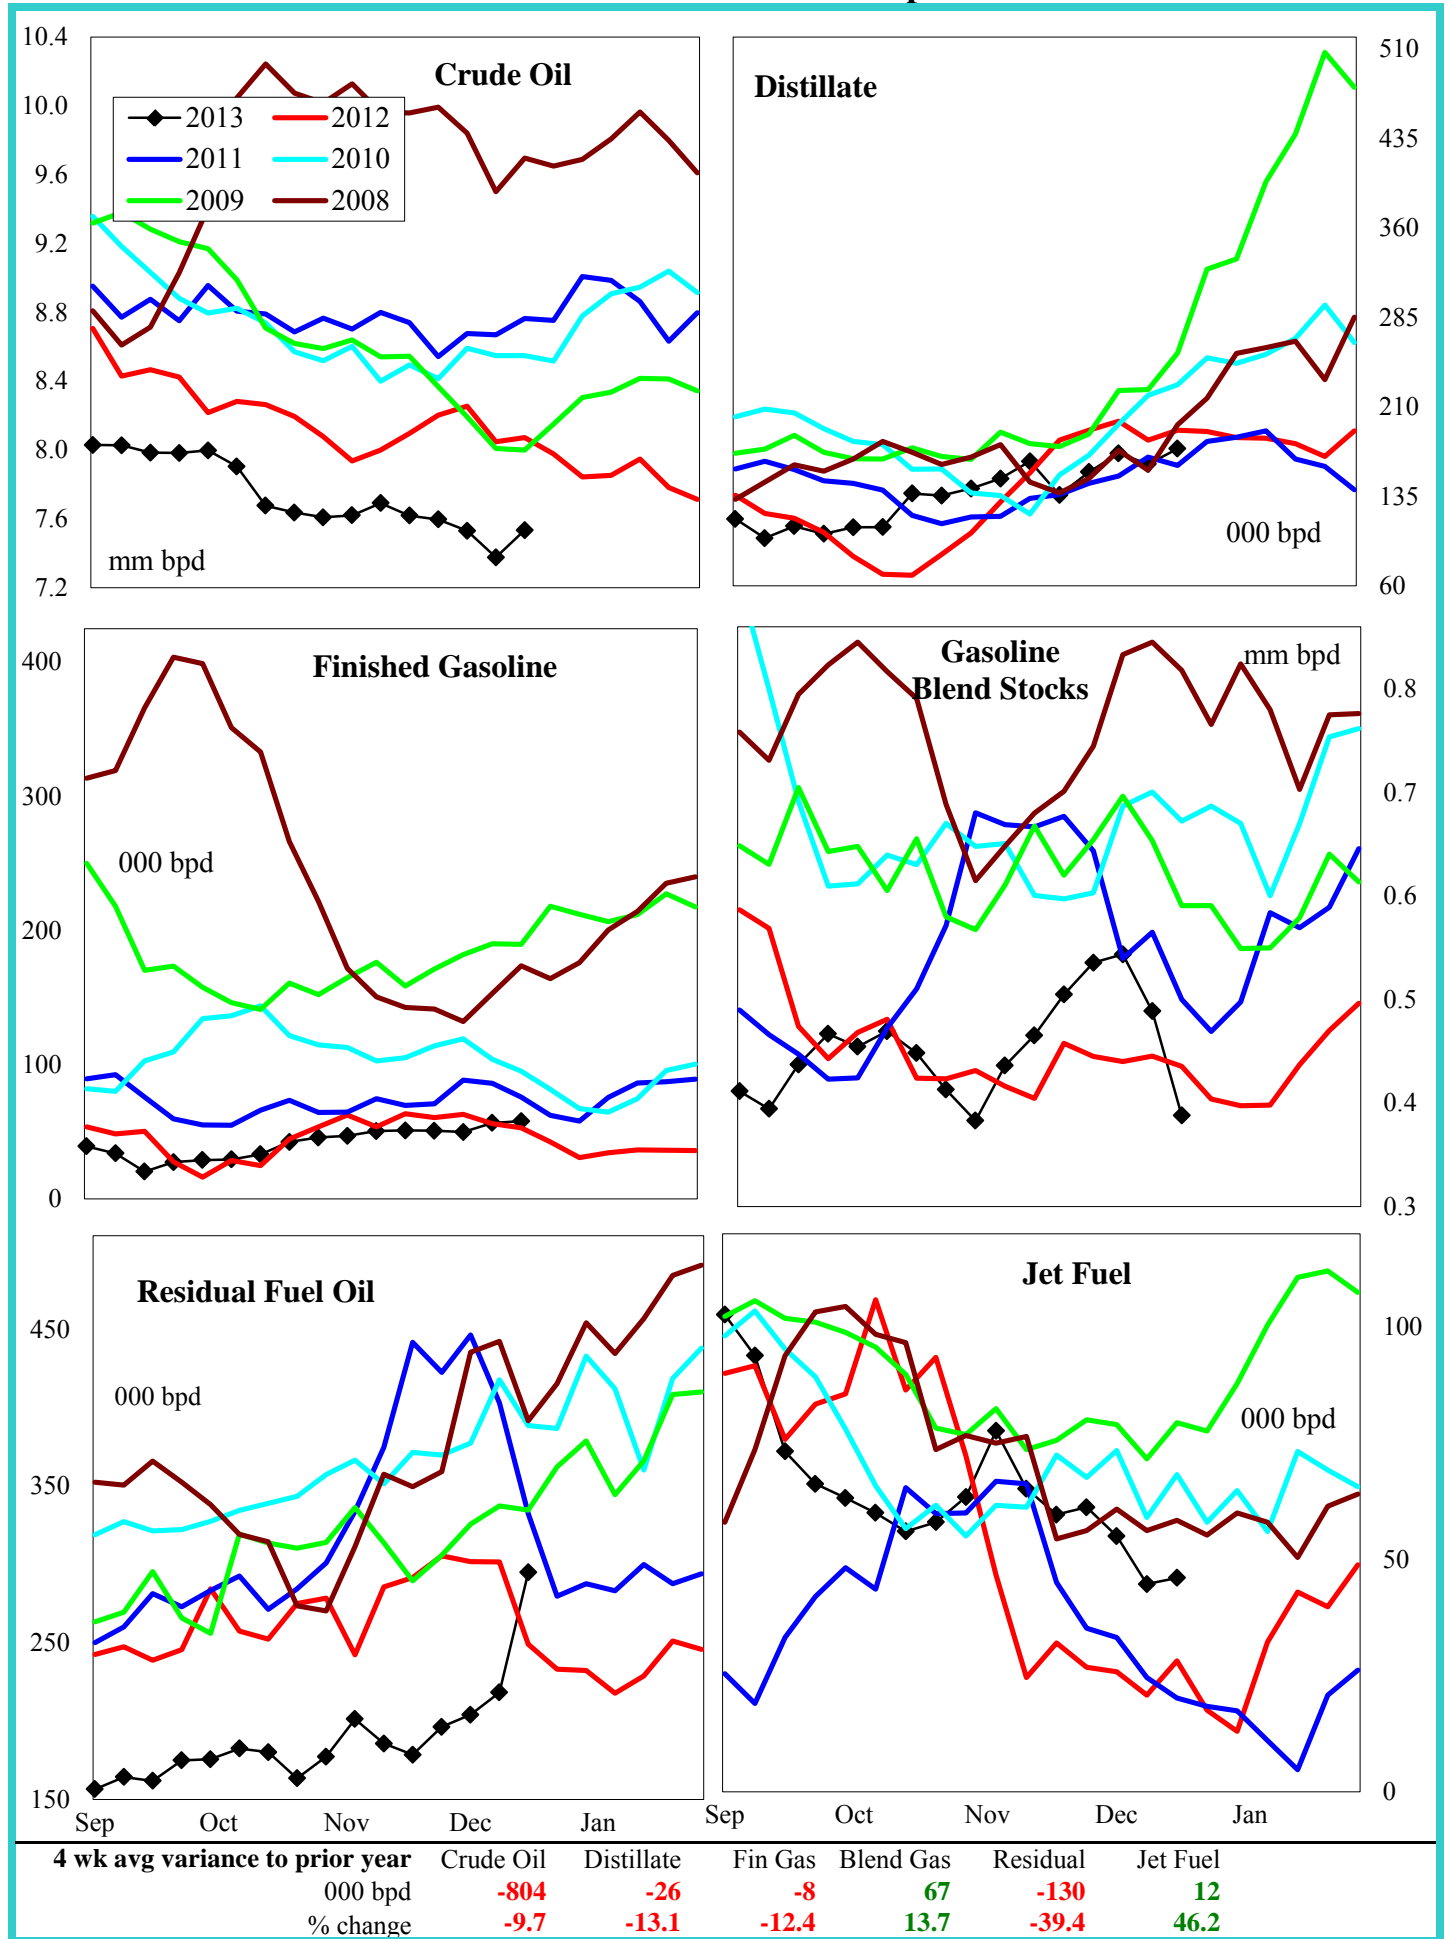 10.4
10.0
9.6
9.2
8.8
8.4
8.0
7.6
7.2
Crude Oil
2013 2012
2011 2010
2009 2008
mm bpd
Distillate
000 bpd
510
435
360
285
210
135
60
400
300
200
100
0
Finished Gasoline
000 bpd
Gasoline
Blend Stocks
mm bpd
0.8
0.7
0.6
0.5
0.4
0.3
Residual Fuel Oil
000 bpd
450
350
250
150
Sep Oct Nov Dec Jan
Jet Fuel
000 bpd
100
50
0
Sep Oct Nov Dec Jan
4 wk avg variance to prior year Crude Oil Distillate Fin Gas Blend Gas Residual Jet Fuel
000 bpd -804 -26 -8 67 -130 12
% change -9.7 -13.1 -12.4 13.7 -39.4 46.2